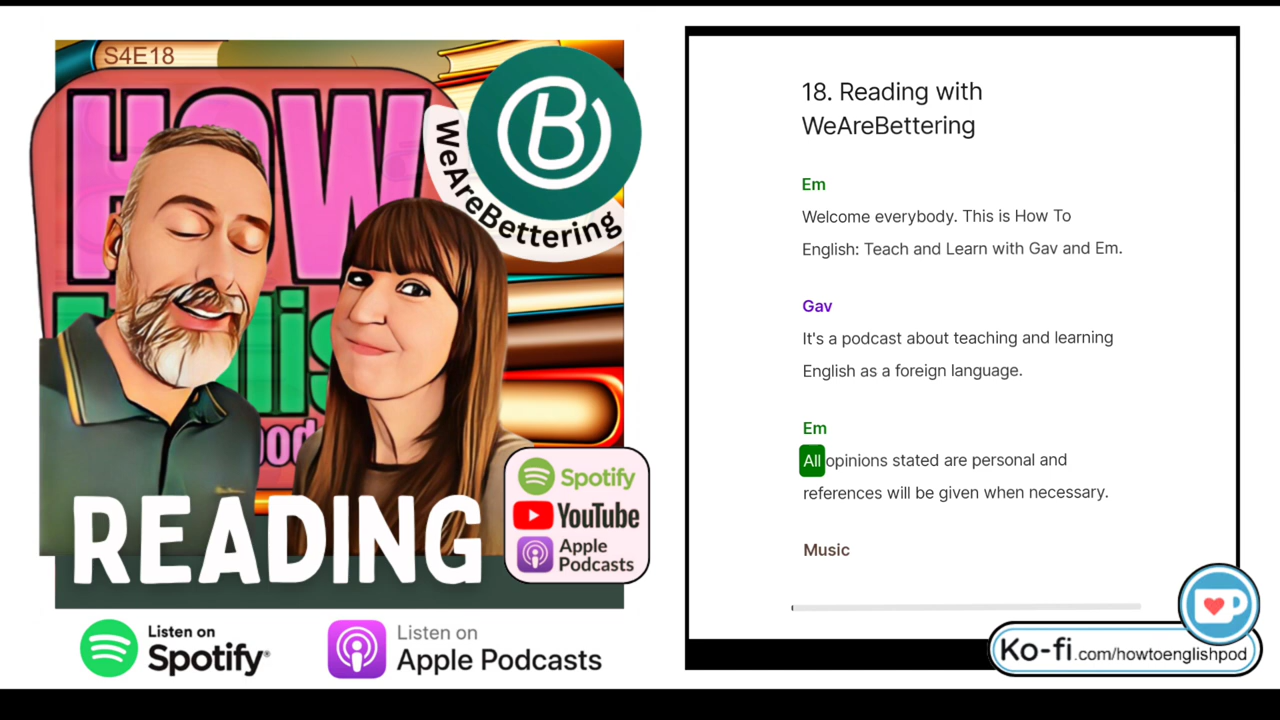 S4E18
HOW
lis
pod
B
WeAreBettering
Spotify
YouTube
Apple
Podcasts
READING
Listen on
Spotify®
Listen on
Apple Podcasts
18. Reading with
WeAreBettering
Em
Welcome everybody. This is How To
English: Teach and Learn with Gav and Em.
Gav
It's a podcast about teaching and learning
English as a foreign language.
Em
All opinions stated are personal and
references will be given when necessary.
Music
Ko-fi.com/howtoenglishpod